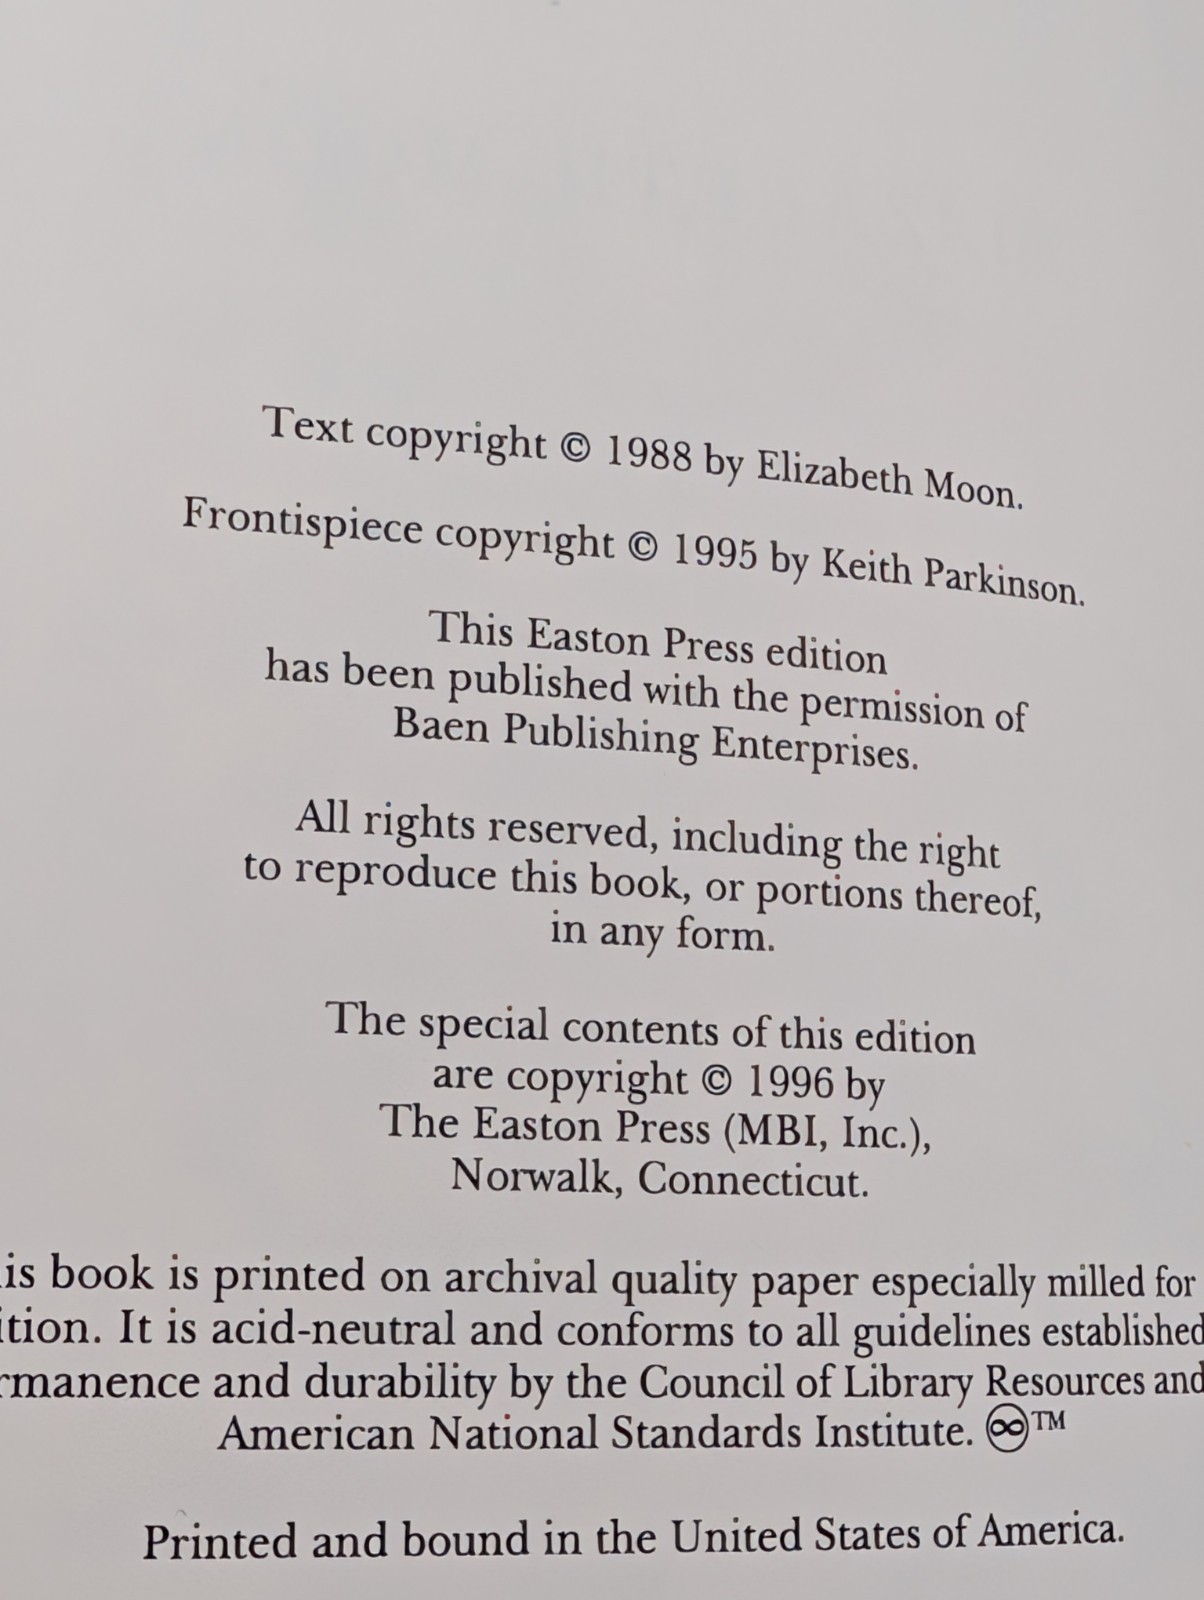 Text copyright © 1988 by Elizabeth Moon.
Frontispiece copyright © 1995 by Keith Parkinson.
This Easton Press edition
has been published with the permission of
Baen Publishing Enterprises.
All rights reserved, including the right
to reproduce this book, or portions thereof,
in any form.
The special contents of this edition
are copyright © 1996 by
The Easton Press (MBI, Inc.),
Norwalk, Connecticut.
is book is printed on archival quality paper especially milled for
tion. It is acid-neutral and conforms to all guidelines established
rmanence and durability by the Council of Library Resources and
American National Standards Institute. ♾™
Printed and bound in the United States of America.